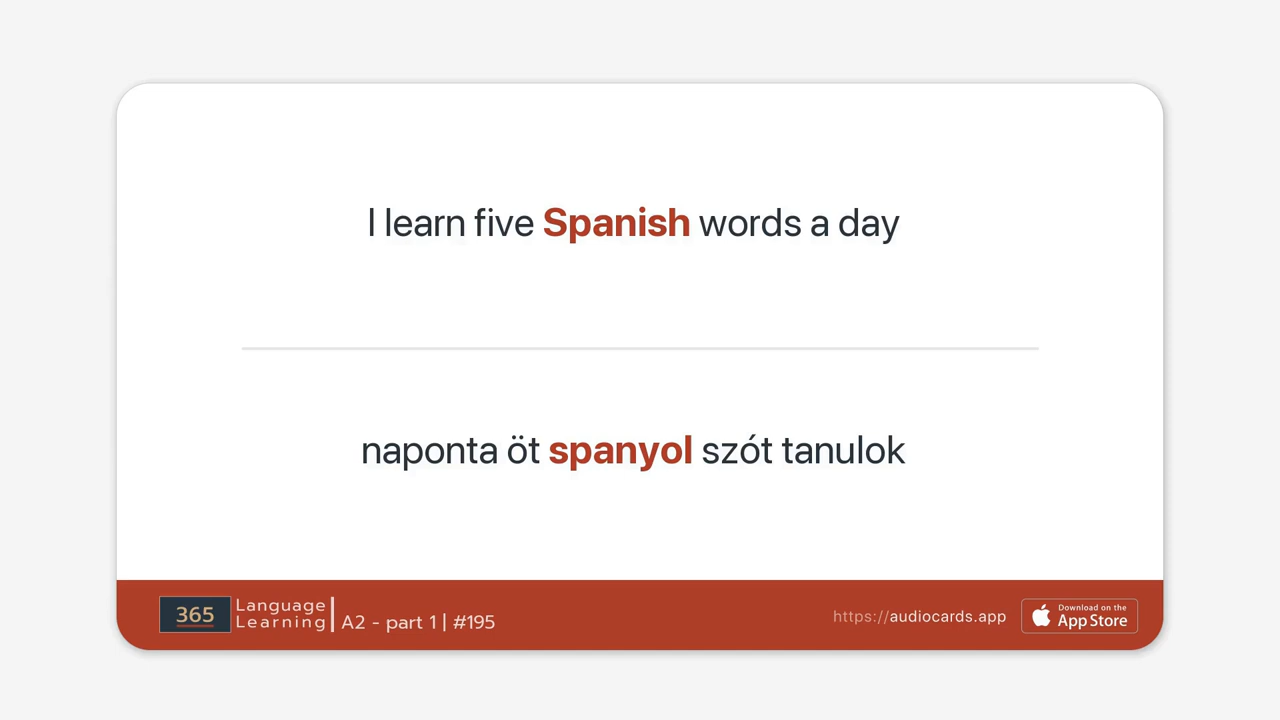 I learn five Spanish words a day
naponta öt spanyol szót tanulok
365 Language Learning
A2 - part 1 | #195
https://audiocards.app
Download on the
App Store